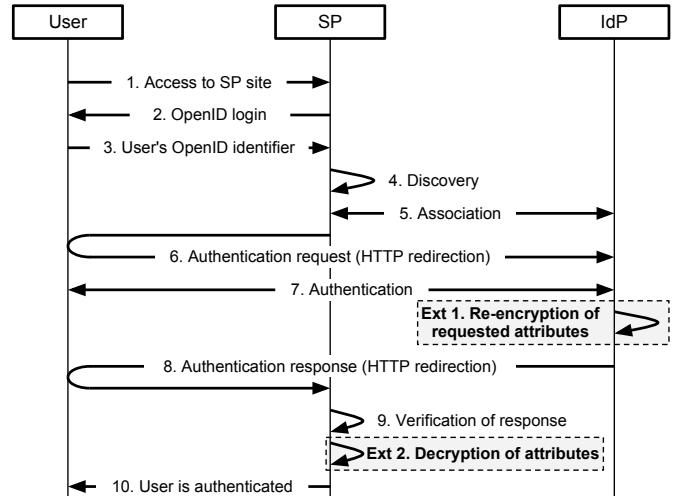 User
SP
IdP
1. Access to SP site
2. OpenID login
3. User's OpenID identifier
4. Discovery
5. Association
6. Authentication request (HTTP redirection)
7. Authentication
Ext 1. Re-encryption of
requested attributes
8. Authentication response (HTTP redirection)
9. Verification of response
Ext 2. Decryption of attributes
10. User is authenticated